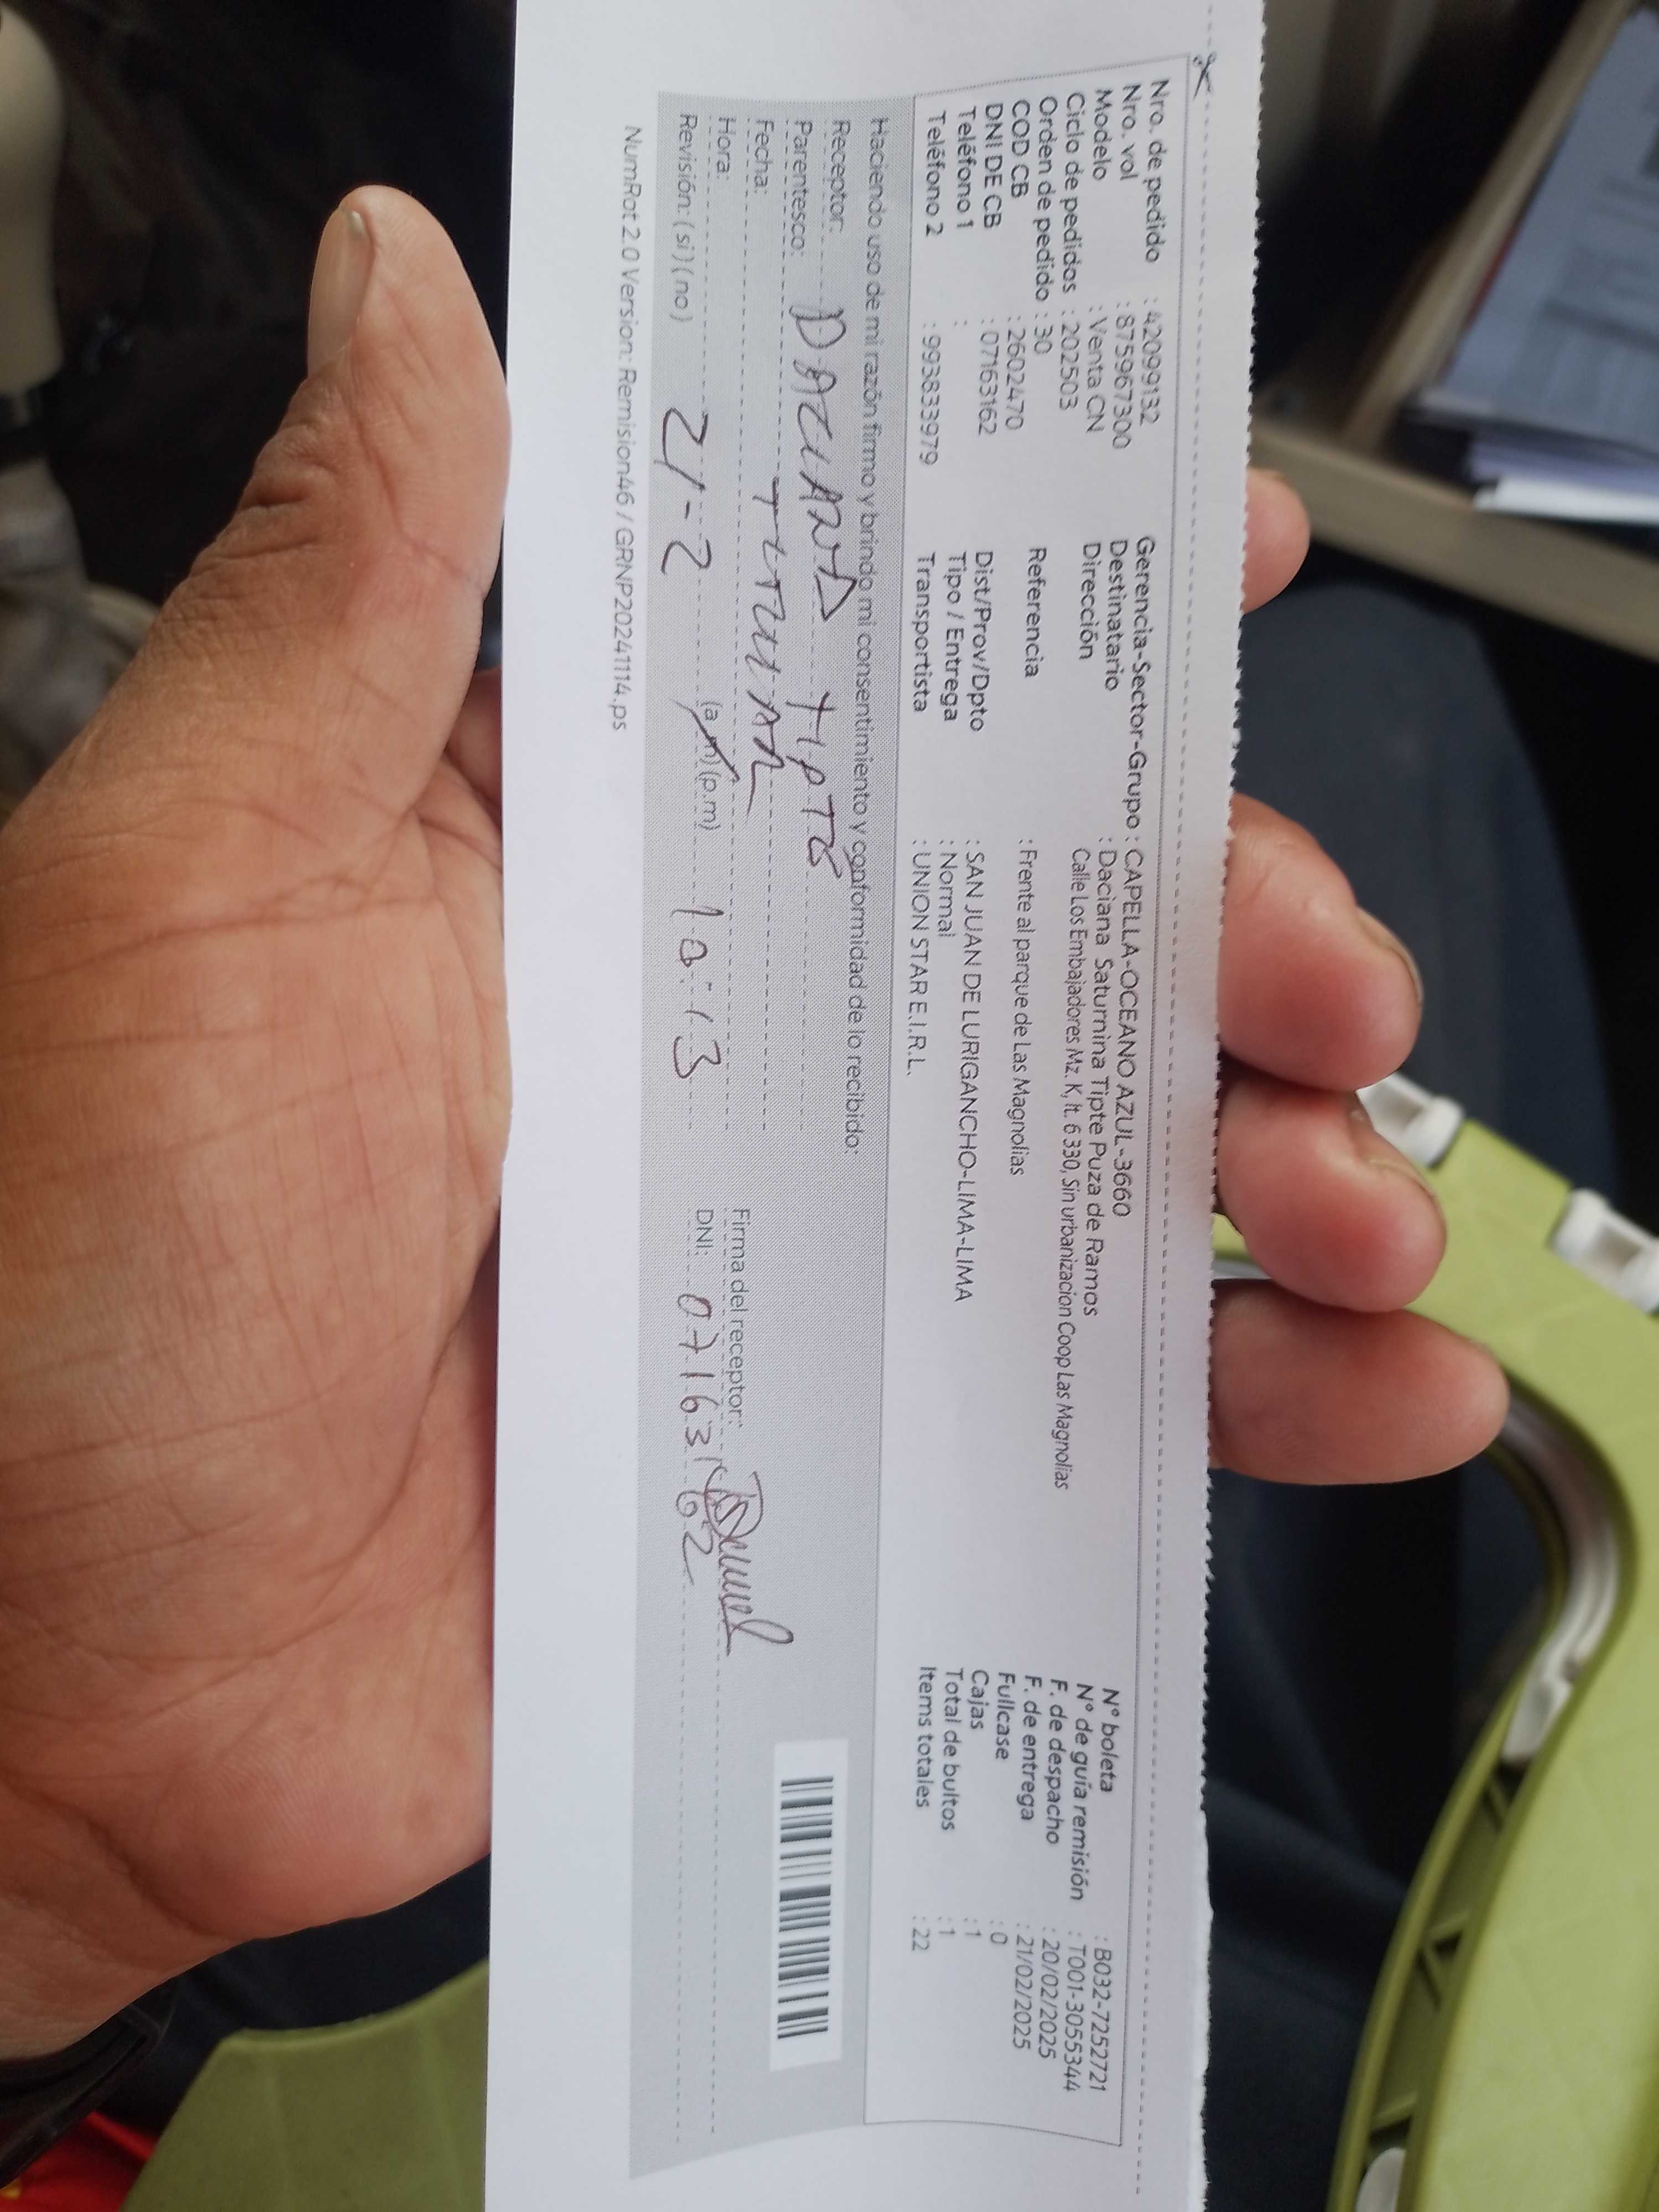 Nro. de pedido : 42099132
Nro. vol : 875967300
Modelo : Venta CN
Ciclo de pedidos : 202503
Orden de pedido : 30
COD CB : 2602470
DNI DE CB : 07163162
Teléfono 1 :
Teléfono 2 : 993833979
Gerencia-Sector-Grupo : CAPELLA-OCEANO AZUL-3660
Destinatario : Daciana Saturnina Tipte Puza de Ramos
Dirección Calle Los Embajadores Mz. K, lt. 6 330, Sin urbanizacion Coop Las Magnolias
Referencia : Frente al parque de Las Magnolias
Dist/Prov/Dpto : SAN JUAN DE LURIGANCHO-LIMA-LIMA
Tipo / Entrega : Normal
Transportista : UNION STAR E.I.R.L.
N° boleta : B032-7252721
N° de guía remisión : T001-3055344
F. de despacho : 20/02/2025
F. de entrega : 21/02/2025
Fullcase : 0
Cajas : 1
Total de bultos : 1
Items totales : 22
Haciendo uso de mi razón firmo y brindo mi consentimiento y conformidad de lo recibido:
Receptor: DACIANA TIPTE
Parentesco:
Fecha: 21-2
Hora: (a.m) (p.m) 10:13
Revisión: (si) (no)
Firma del receptor:
DNI: 07163162
NumRot 2.0 Version: Remision46 / GRNP20241114.ps